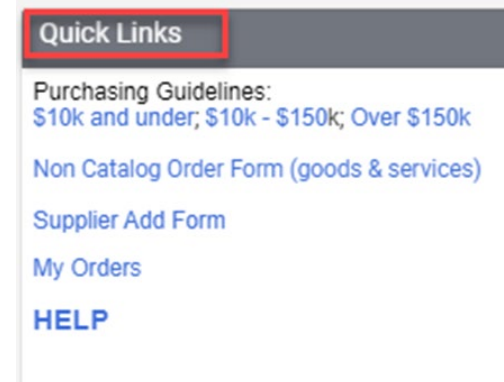 Quick Links
Purchasing Guidelines:
$10k and under; $10k - $150k; Over $150k
Non Catalog Order Form (goods & services)
Supplier Add Form
My Orders
HELP